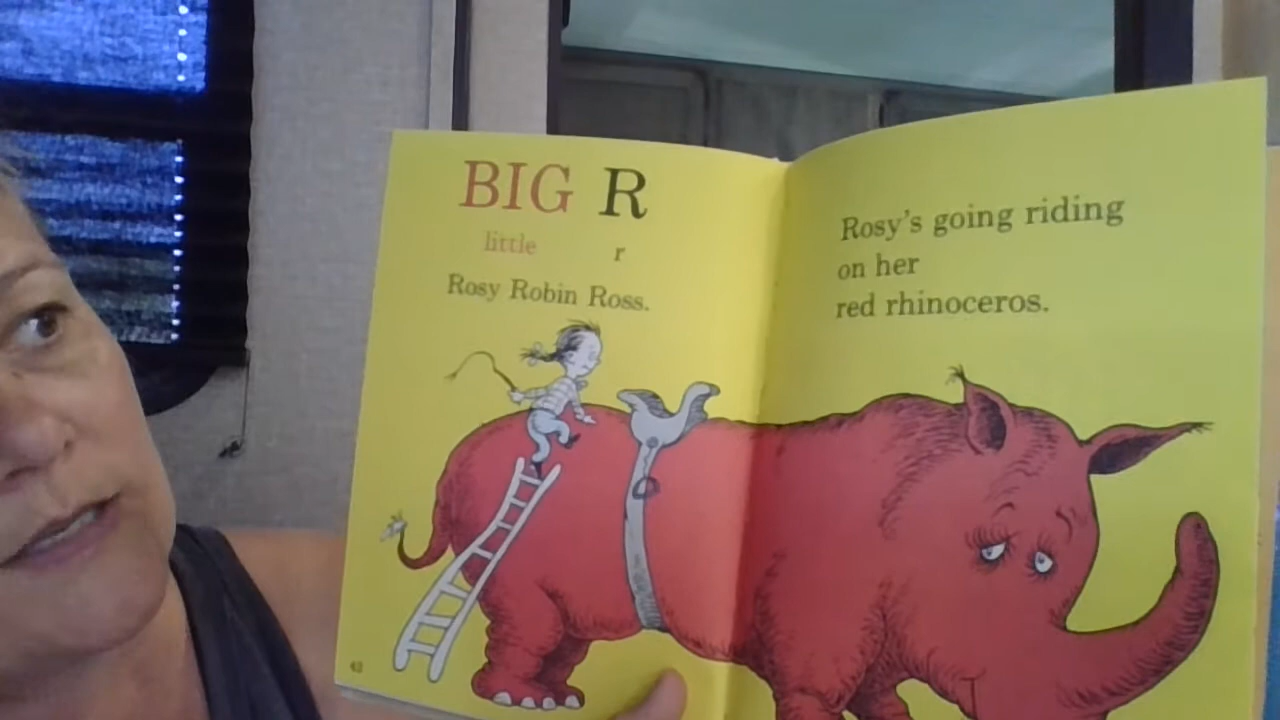 BIG R
little r
Rosy Robin Ross.
Rosy's going riding
on her
red rhinoceros.